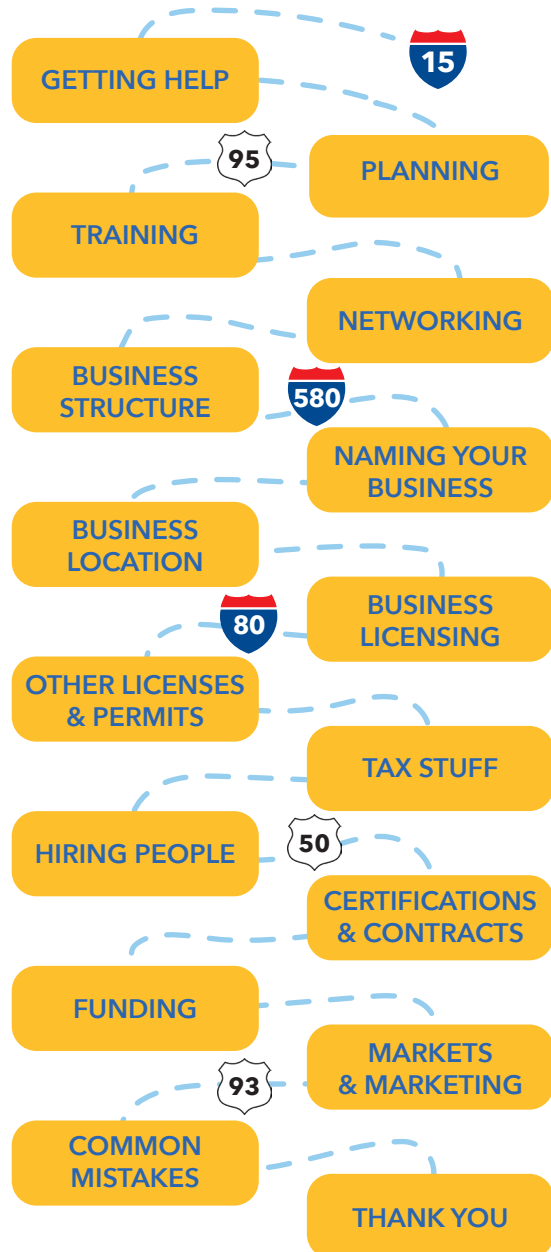 15
GETTING HELP
95
PLANNING
TRAINING
NETWORKING
BUSINESS
STRUCTURE
580
NAMING YOUR
BUSINESS
BUSINESS
LOCATION
BUSINESS
LICENSING
80
OTHER LICENSES
& PERMITS
TAX STUFF
HIRING PEOPLE
50
CERTIFICATIONS
& CONTRACTS
FUNDING
MARKETS
& MARKETING
93
COMMON
MISTAKES
THANK YOU